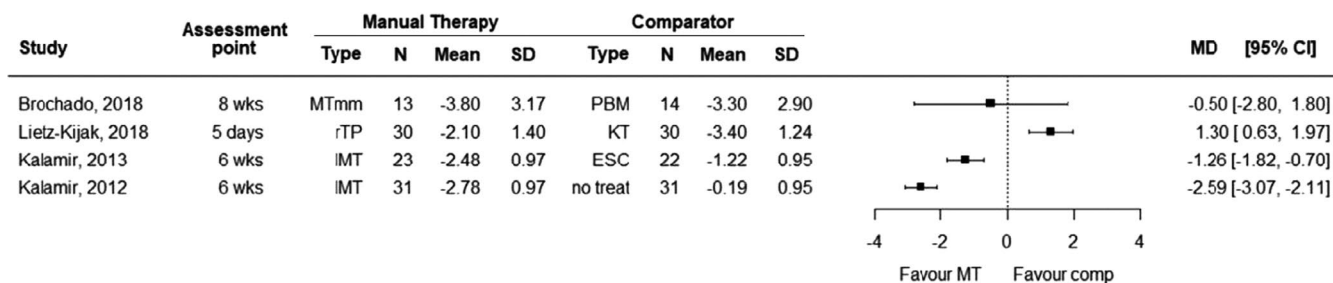 Manual Therapy Comparator
Study Assessment point Type N Mean SD Type N Mean SD MD [95% CI]
Brochado, 2018 8 wks MTmm 13 -3.80 3.17 PBM 14 -3.30 2.90 -0.50 [-2.80, 1.80]
Lietz-Kijak, 2018 5 days rTP 30 -2.10 1.40 KT 30 -3.40 1.24 1.30 [ 0.63, 1.97]
Kalamir, 2013 6 wks IMT 23 -2.48 0.97 ESC 22 -1.22 0.95 -1.26 [-1.82, -0.70]
Kalamir, 2012 6 wks IMT 31 -2.78 0.97 no treat 31 -0.19 0.95 -2.59 [-3.07, -2.11]
-4 -2 0 2 4
Favour MT Favour comp